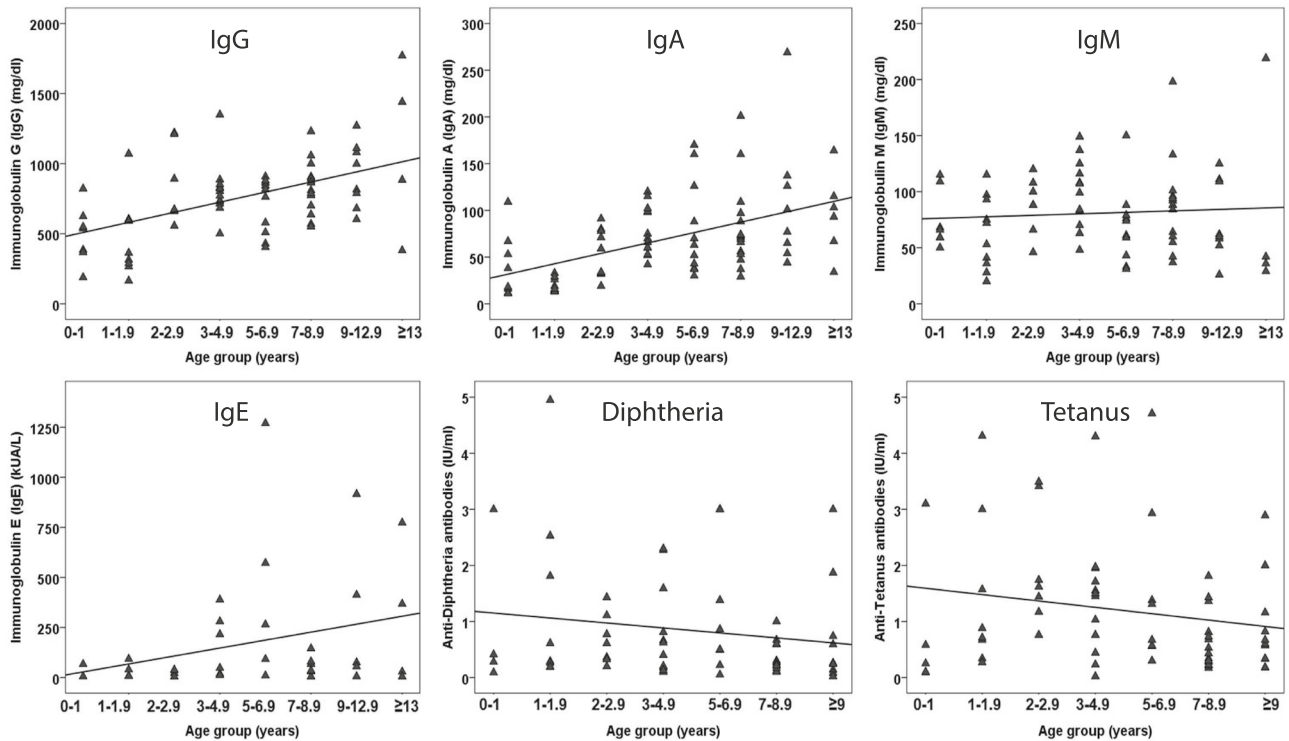 IgG
Immunoglobulin G (IgG) (mg/dl)
2000
1500
1000
500
0
0-1 1-1.9 2-2.9 3-4.9 5-6.9 7-8.9 9-12.9 ≥13
Age group (years)
IgA
Immunoglobulin A (IgA) (mg/dl)
300
250
200
150
100
50
0
0-1 1-1.9 2-2.9 3-4.9 5-6.9 7-8.9 9-12.9 ≥13
Age group (years)
IgM
Immunoglobulin M (IgM) (mg/dl)
250
200
150
100
50
0
0-1 1-1.9 2-2.9 3-4.9 5-6.9 7-8.9 9-12.9 ≥13
Age group (years)
IgE
Immunoglobulin E (IgE) (kUA/L)
1250
1000
750
500
250
0
0-1 1-1.9 2-2.9 3-4.9 5-6.9 7-8.9 9-12.9 ≥13
Age group (years)
Diphtheria
Anti-Diphtheria antibodies (IU/ml)
5
4
3
2
1
0
0-1 1-1.9 2-2.9 3-4.9 5-6.9 7-8.9 ≥9
Age group (years)
Tetanus
Anti-Tetanus antibodies (IU/ml)
5
4
3
2
1
0
0-1 1-1.9 2-2.9 3-4.9 5-6.9 7-8.9 ≥9
Age group (years)